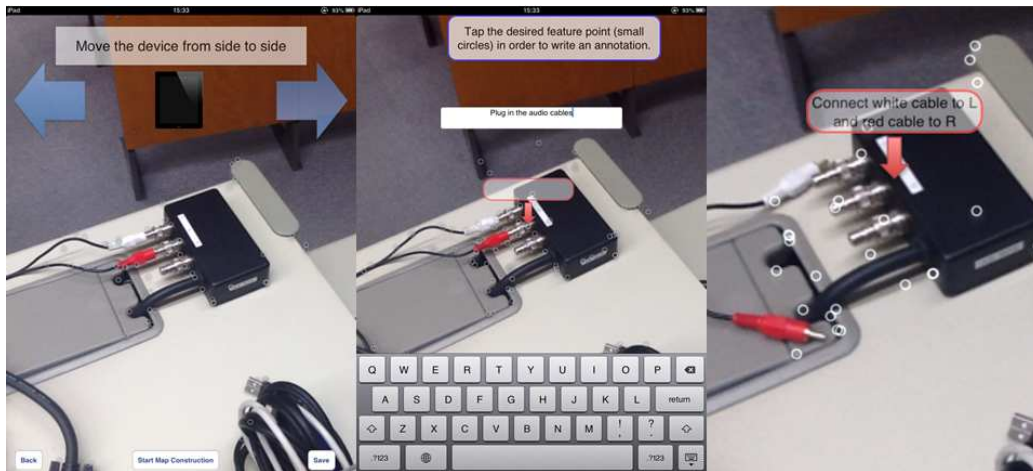 iPad
15:33
93%
Move the device from side to side
Back
Start Map Construction
Save
iPad
15:33
93%
Tap the desired feature point (small
circles) in order to write an annotation.
Plug in the audio cables
Q W E R T Y U I O P
A S D F G H J K L return
Z X C V B N M ! , ? .
.?123
.?123
Connect white cable to L
and red cable to R